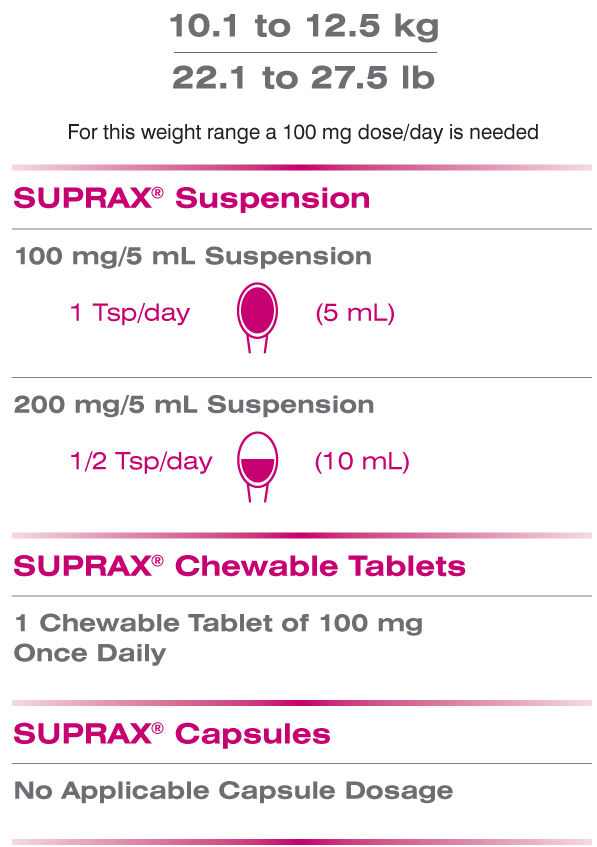 10.1 to 12.5 kg
22.1 to 27.5 lb
For this weight range a 100 mg dose/day is needed
SUPRAX® Suspension
100 mg/5 mL Suspension
1 Tsp/day (5 mL)
200 mg/5 mL Suspension
1/2 Tsp/day (10 mL)
SUPRAX® Chewable Tablets
1 Chewable Tablet of 100 mg
Once Daily
SUPRAX® Capsules
No Applicable Capsule Dosage